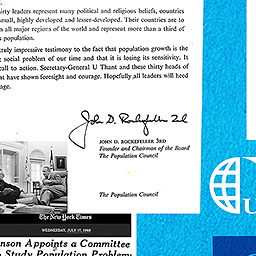 irty leaders represent many political and religious beliefs, countries
small, highly developed and lesser-developed. Their countries are to
n all major regions of the world and represent more than a third of
s population.
truly impressive testimony to the fact that population growth is the
social problem of our time and that it is losing its sensitivity. It
call to action. Secretary-General U Thant and these thirty heads of
nt have shown foresight and courage. Hopefully, all leaders will heed
age.
John D. Rockefeller 3rd
JOHN D. ROCKEFELLER 3RD
Founder and Chairman of the Board
The Population Council
The Population Council
The New York Times
WEDNESDAY, JULY 17, 1968
nson Appoints a Committee
o Study Population Problem
U